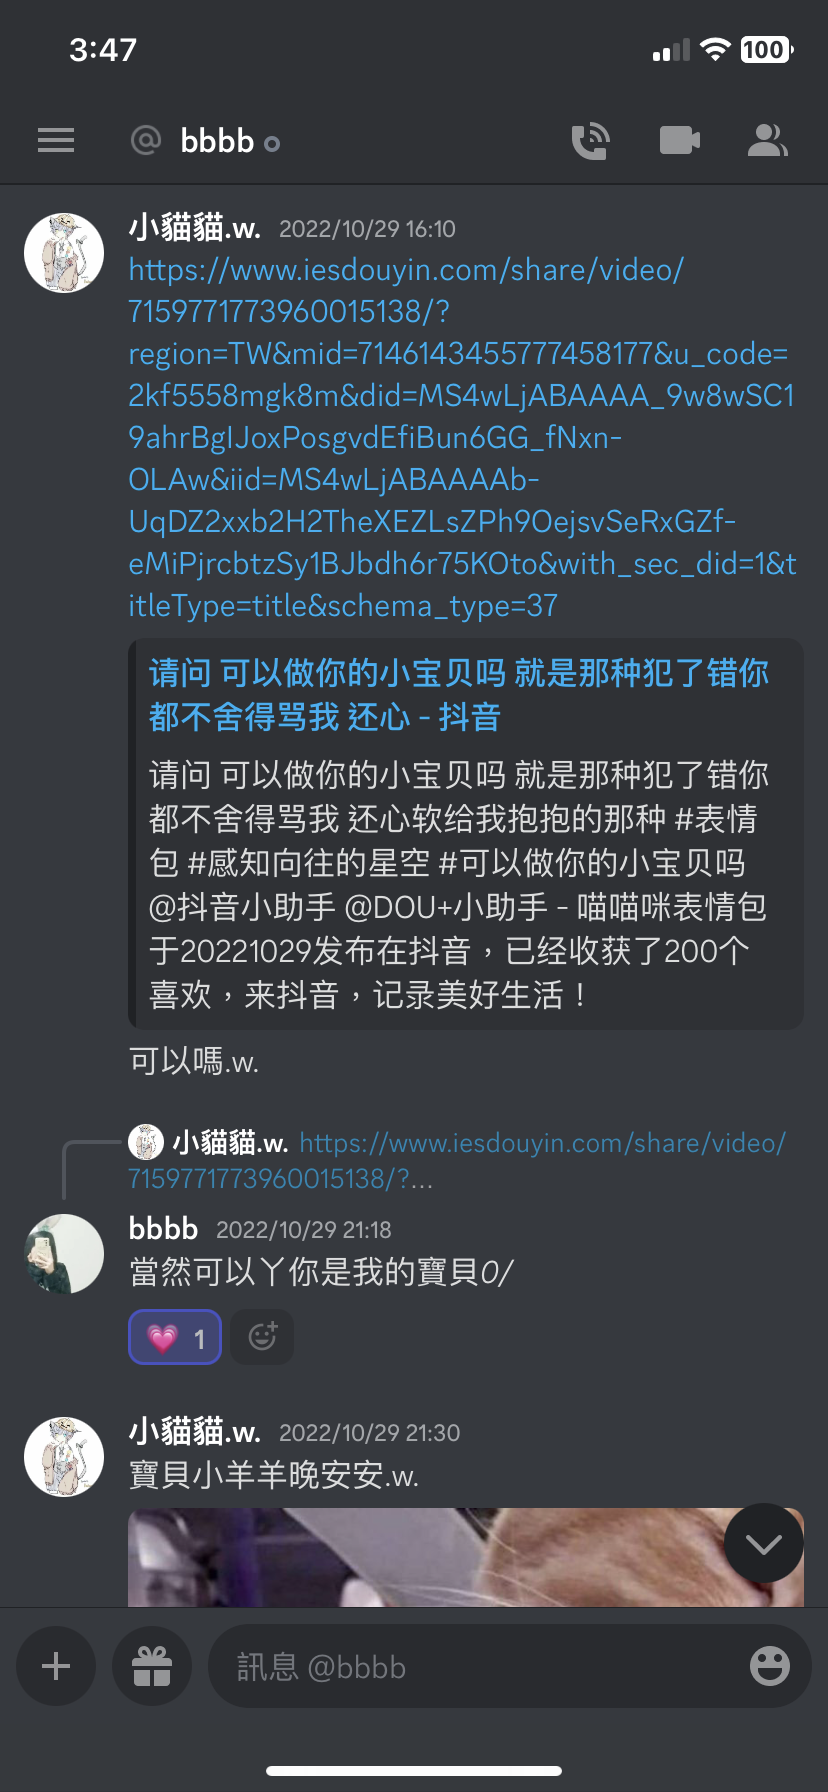 3:47
100
@ bbbb
小貓貓.w. 2022/10/29 16:10
https://www.iesdouyin.com/share/video/
7159771773960015138/?
region=TW&mid=7146143455777458177&u_code=
2kf5558mgk8m&did=MS4wLjABAAAA_9w8wSC1
9ahrBgIJoxPosgvdEfiBun6GG_fNxn-
OLAw&iid=MS4wLjABAAAAb-
UqDZ2xxb2H2TheXEZLsZPh9OejsvSeRxGZf-
eMiPjrcbtzSy1BJbdh6r75KOto&with_sec_did=1&t
itleType=title&schema_type=37
请问 可以做你的小宝贝吗 就是那种犯了错你
都不舍得骂我 还心 - 抖音
请问 可以做你的小宝贝吗 就是那种犯了错你
都不舍得骂我 还心软给我抱抱的那种 #表情
包 #感知向往的星空 #可以做你的小宝贝吗
@抖音小助手 @DOU+小助手 - 喵喵咪表情包
于20221029发布在抖音，已经收获了200个
喜欢，来抖音，记录美好生活！
可以嗎.w.
小貓貓.w. https://www.iesdouyin.com/share/video/
7159771773960015138/?...
bbbb 2022/10/29 21:18
當然可以丫你是我的寶貝0/
1
小貓貓.w. 2022/10/29 21:30
寶貝小羊羊晚安安.w.
訊息 @bbbb